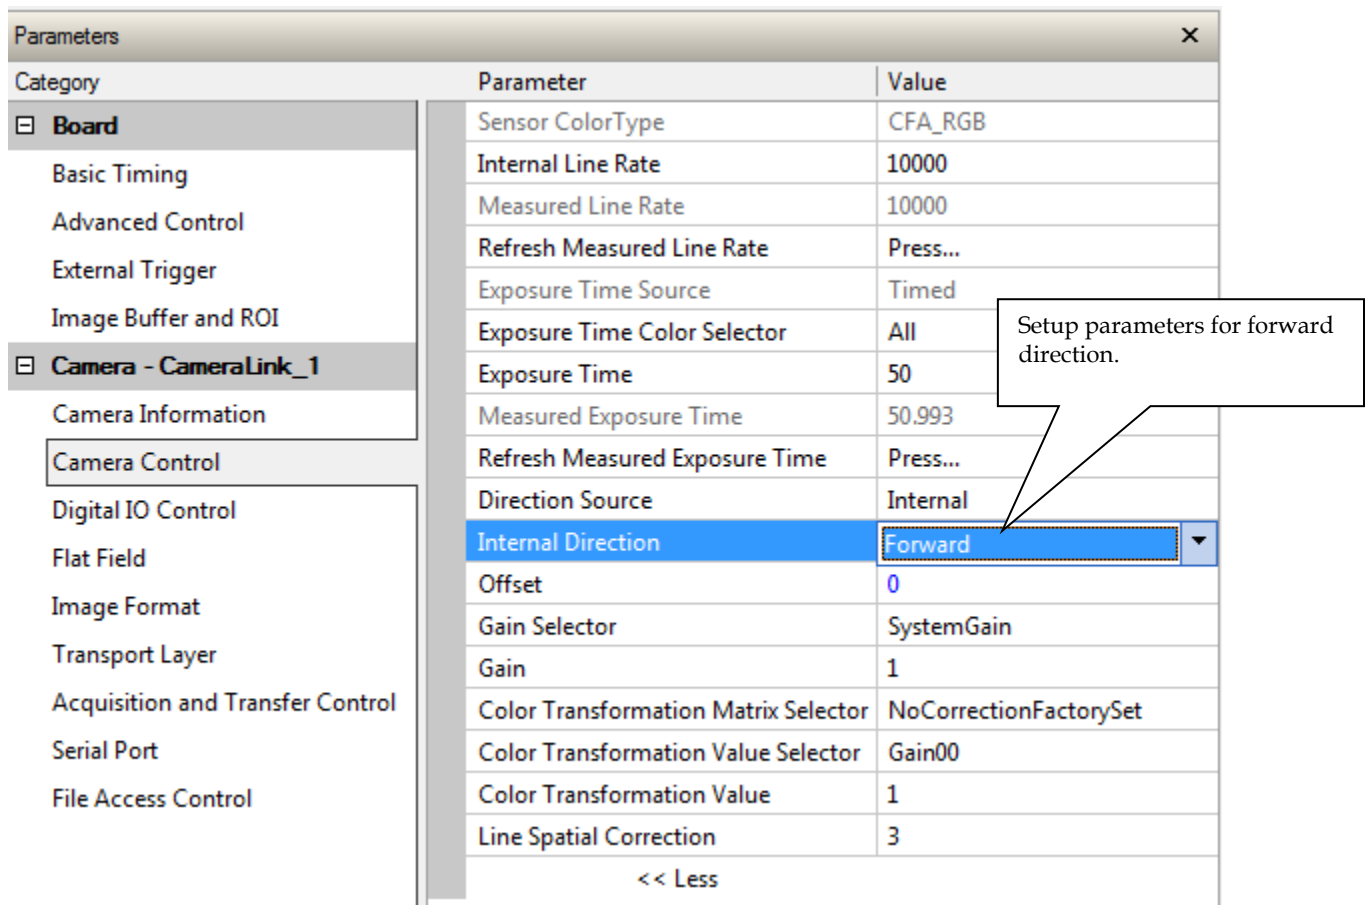 Parameters
Category
Board
Basic Timing
Advanced Control
External Trigger
Image Buffer and ROI
Camera - CameraLink_1
Camera Information
Camera Control
Digital IO Control
Flat Field
Image Format
Transport Layer
Acquisition and Transfer Control
Serial Port
File Access Control
Parameter Value
Sensor ColorType CFA_RGB
Internal Line Rate 10000
Measured Line Rate 10000
Refresh Measured Line Rate Press...
Exposure Time Source Timed
Exposure Time Color Selector All
Exposure Time 50
Measured Exposure Time 50.993
Refresh Measured Exposure Time Press...
Direction Source Internal
Internal Direction Forward
Offset 0
Gain Selector SystemGain
Gain 1
Color Transformation Matrix Selector NoCorrectionFactorySet
Color Transformation Value Selector Gain00
Color Transformation Value 1
Line Spatial Correction 3
<< Less
Setup parameters for forward
direction.